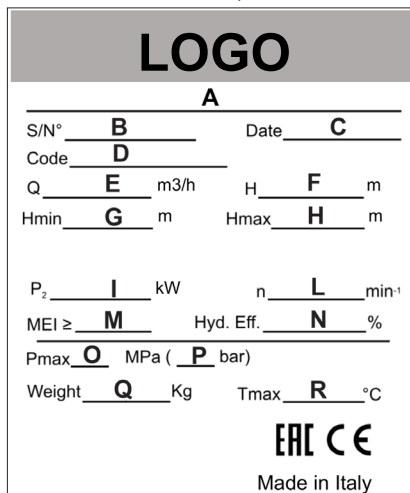 LOGO
A
S/N° B Date C
Code D
Q E m3/h H F m
Hmin G m Hmax H m
P₂ I kW n L min-1
MEI ≥ M Hyd. Eff. N %
Pmax O MPa ( P bar)
Weight Q Kg Tmax R °C
EAC CE
Made in Italy